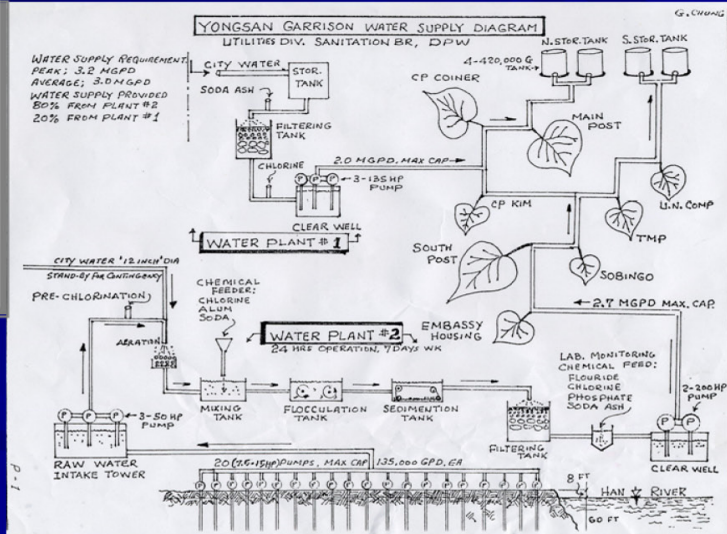 G. CHUNG
YONGSAN GARRISON WATER SUPPLY DIAGRAM
UTILITIES DIV. SANITATION BR, DPW
WATER SUPPLY REQUIREMENT
PEAK; 3.2 MGPD
AVERAGE; 3.0 MGPD
WATER SUPPLY PROVIDED
80% FROM PLANT #2
20% FROM PLANT #1
CITY WATER
STOR.
TANK
SODA ASH
FILTERING
TANK
CHLORINE
2.0 MGPD, MAX CAP
3-135 HP
PUMP
P P P
CLEAR WELL
WATER PLANT #1
N. STOR. TANK
S. STOR. TANK
4-420,000 G
TANK
CP COINER
MAIN
POST
CP KIM
U.N. COMP
TMP
SOUTH
POST
SOBINGO
EMBASSY
HOUSING
2.7 MGPD MAX. CAP.
CITY WATER '12 INCH' DIA
STAND-BY FOR CONTINGENCY
PRE-CHLORINATION
AERATION
CHEMICAL
FEEDER;
CHLORINE
ALUM
SODA
WATER PLANT #2
24 HRS OPERATION, 7 DAYS WK
MIXING
TANK
FLOCCULATION
TANK
SEDIMENTION
TANK
FILTERING
TANK
LAB. MONITORING
CHEMICAL FEED;
FLOURIDE
CHLORINE
PHOSPHATE
SODA ASH
2-200 HP
PUMP
P P
CLEAR WELL
P P P
3-50 HP
PUMP
RAW WATER
INTAKE TOWER
20 (7.5-15HP) PUMPS, MAX CAP 135,000 GPD, EA
P P P P P P P P P P P P P P P P P P P P
8 FT
HAN RIVER
60 FT
P-1